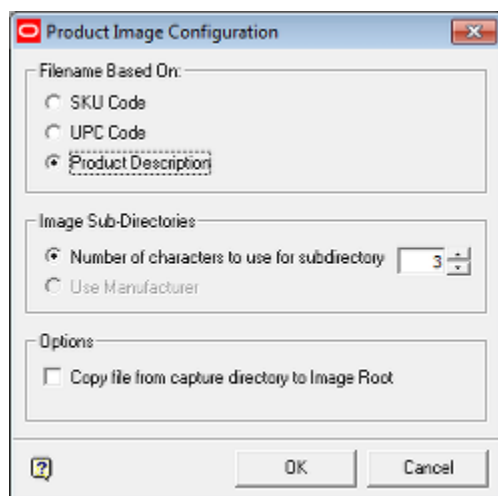 Product Image Configuration
Filename Based On:
SKU Code
UPC Code
Product Description
Image Sub-Directories
Number of characters to use for subdirectory 3
Use Manufacturer
Options
Copy file from capture directory to Image Root
OK Cancel